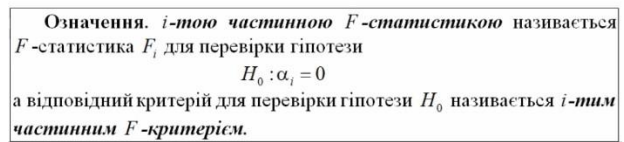 Означення. i-тою частинною F-статистикою називається
F-статистика Fᵢ для перевірки гіпотези
H₀ : αᵢ = 0
а відповідний критерій для перевірки гіпотези H₀ називається i-тим
частинним F-критерієм.